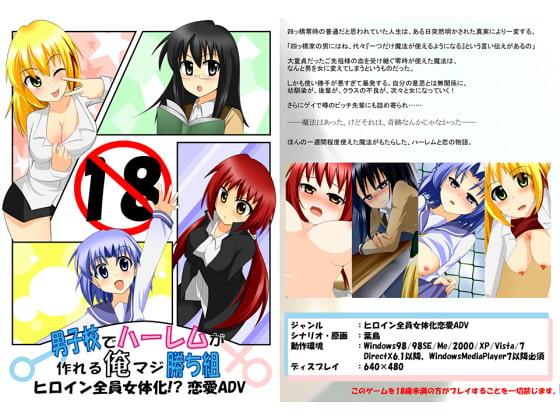 18
男子校でハーレムが
作れる俺マジ勝ち組
ヒロイン全員女体化!? 恋愛ADV
四ッ橋零時の普通だと思われていた人生は、ある日突然明かされた真実により一変する。
「四ッ橋家の男にはね、代々『一つだけ魔法が使えるようになる』という言い伝えがあるの」
大童貞だったご先祖様の血を受け継ぐ零時が使えた魔法は、
なんと男を女に変えてしまうというものだった。
しかも使い勝手が悪すぎて暴発する。自分の意思とは無関係に、
幼馴染が、後輩が、クラスの不良が、次々と女になっていく!
さらにゲイで噂のビッチ先輩にも詰め寄られ……
――魔法はあった。けどそれは、奇跡なんかじゃなかった――
ほんの一週間程度使えた魔法がもたらした、ハーレムと恋の物語。
ジャンル :ヒロイン全員女体化恋愛ADV
シナリオ・原画 :葉鳥
動作環境 :Windows98/98SE/Me/2000/XP/Vista/7
DirectX6.1以降、WindowsMediaPlayer7以降必須
ディスプレイ :640×480
このゲームを18歳未満の方がプレイすることを一切禁じます。